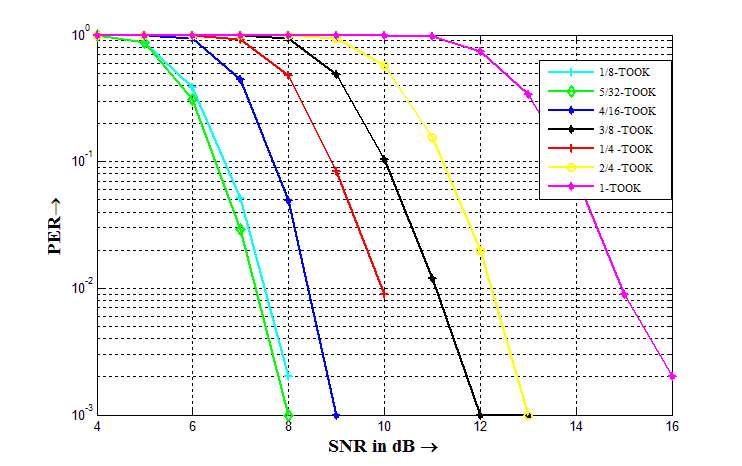 10^0
10^-1
10^-2
10^-3
PER→
1/8-TOOK
5/32-TOOK
4/16-TOOK
3/8 -TOOK
1/4 -TOOK
2/4 -TOOK
1-TOOK
4 6 8 10 12 14 16
SNR in dB →